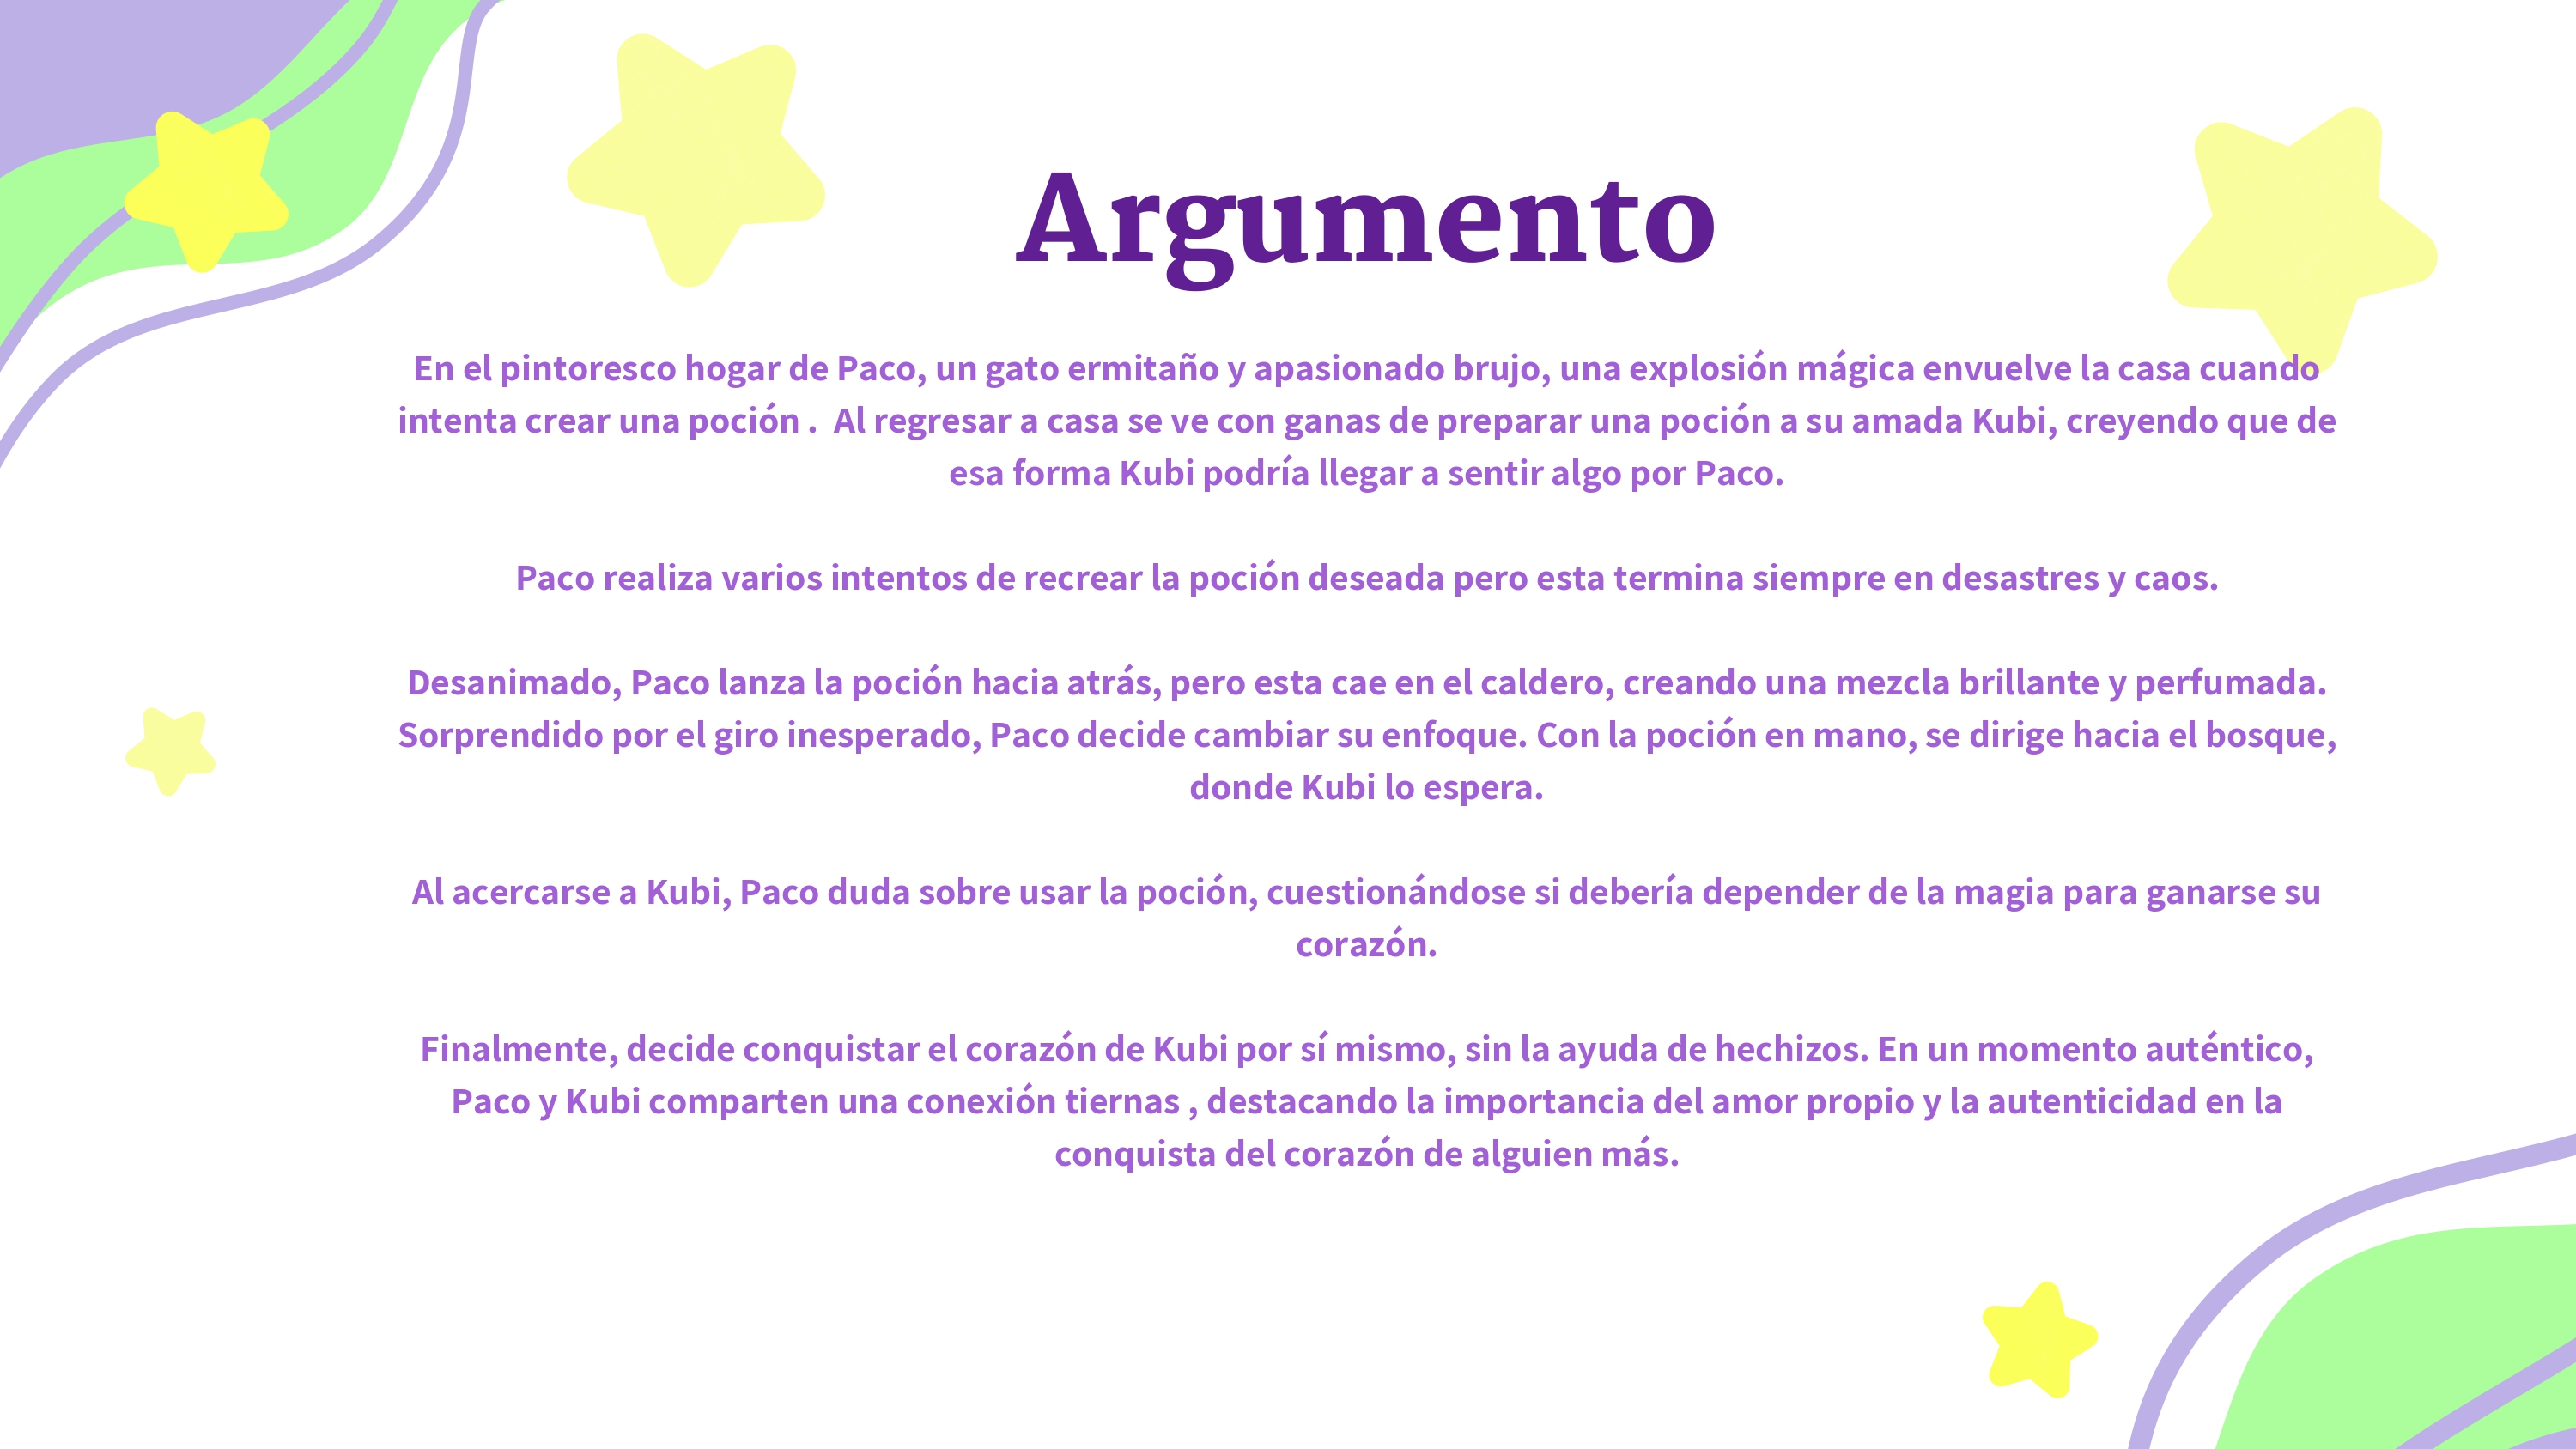 Argumento
En el pintoresco hogar de Paco, un gato ermitaño y apasionado brujo, una explosión mágica envuelve la casa cuando
intenta crear una poción .  Al regresar a casa se ve con ganas de preparar una poción a su amada Kubi, creyendo que de
esa forma Kubi podría llegar a sentir algo por Paco.
Paco realiza varios intentos de recrear la poción deseada pero esta termina siempre en desastres y caos.
Desanimado, Paco lanza la poción hacia atrás, pero esta cae en el caldero, creando una mezcla brillante y perfumada.
Sorprendido por el giro inesperado, Paco decide cambiar su enfoque. Con la poción en mano, se dirige hacia el bosque,
donde Kubi lo espera.
Al acercarse a Kubi, Paco duda sobre usar la poción, cuestionándose si debería depender de la magia para ganarse su
corazón.
Finalmente, decide conquistar el corazón de Kubi por sí mismo, sin la ayuda de hechizos. En un momento auténtico,
Paco y Kubi comparten una conexión tiernas , destacando la importancia del amor propio y la autenticidad en la
conquista del corazón de alguien más.